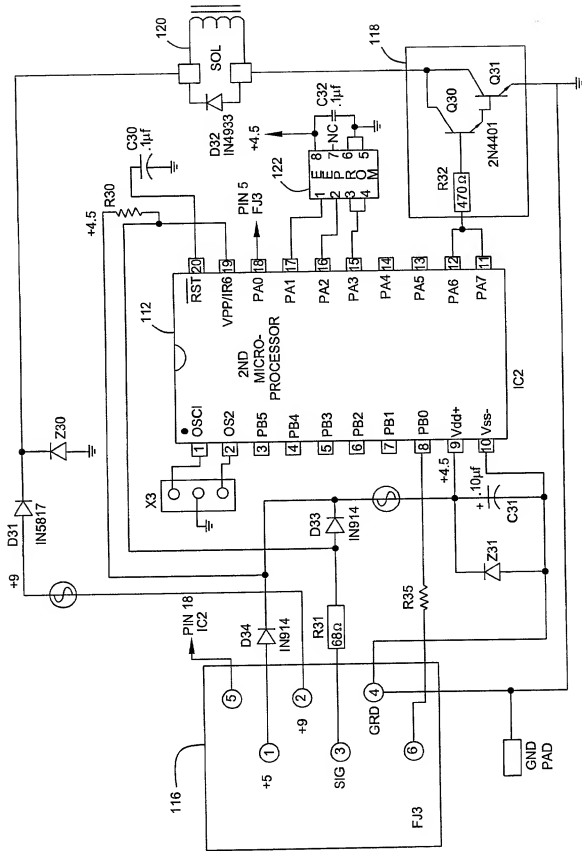 116
FJ3
5
PIN 18
IC2
1
+5
2
+9
3
SIG
4
GRD
6
GND
PAD
D31
IN5817
+9
Z30
D34
IN914
R31
68Ω
D33
IN914
R35
Z31
+ .10µf
C31
+4.5
X3
112
2ND
MICRO-
PROCESSOR
IC2
1 OSCI
2 OS2
3 PB5
4 PB4
5 PB3
6 PB2
7 PB1
8 PB0
9 Vdd+
10 Vss-
RST 20
VPP/IR6 19
PA0 18
PA1 17
PA2 16
PA3 15
PA4 14
PA5 13
PA6 12
PA7 11
+4.5
R30
C30
.1µf
PIN 5
FJ3
122
EEPROM
1
2
3
4
8
7
6
5
NC
+4.5
C32
.1µf
120
SOL
D32
IN4933
118
R32
470 Ω
Q30
Q31
2N4401